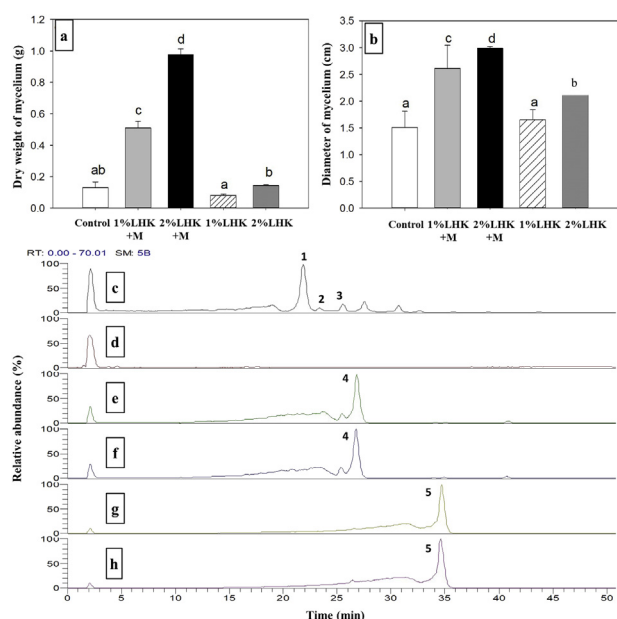 a
d
c
ab
a
b
Dry weight of mycelium (g)
1.2
1.0
0.8
0.6
0.4
0.2
0.0
Control 1%LHK 2%LHK 1%LHK 2%LHK
+M +M
b
c
d
a
a
b
Diameter of mycelium (cm)
3.5
3.0
2.5
2.0
1.5
1.0
0.5
0.0
Control 1%LHK 2%LHK 1%LHK 2%LHK
+M +M
RT: 0.00 - 70.01 SM: 5B
Relative abundance (%)
100
50
0
c
1
2
3
100
50
0
d
100
50
0
e
4
100
50
0
f
4
100
50
0
g
5
100
50
0
h
5
0 5 10 15 20 25 30 35 40 45 50
Time (min)